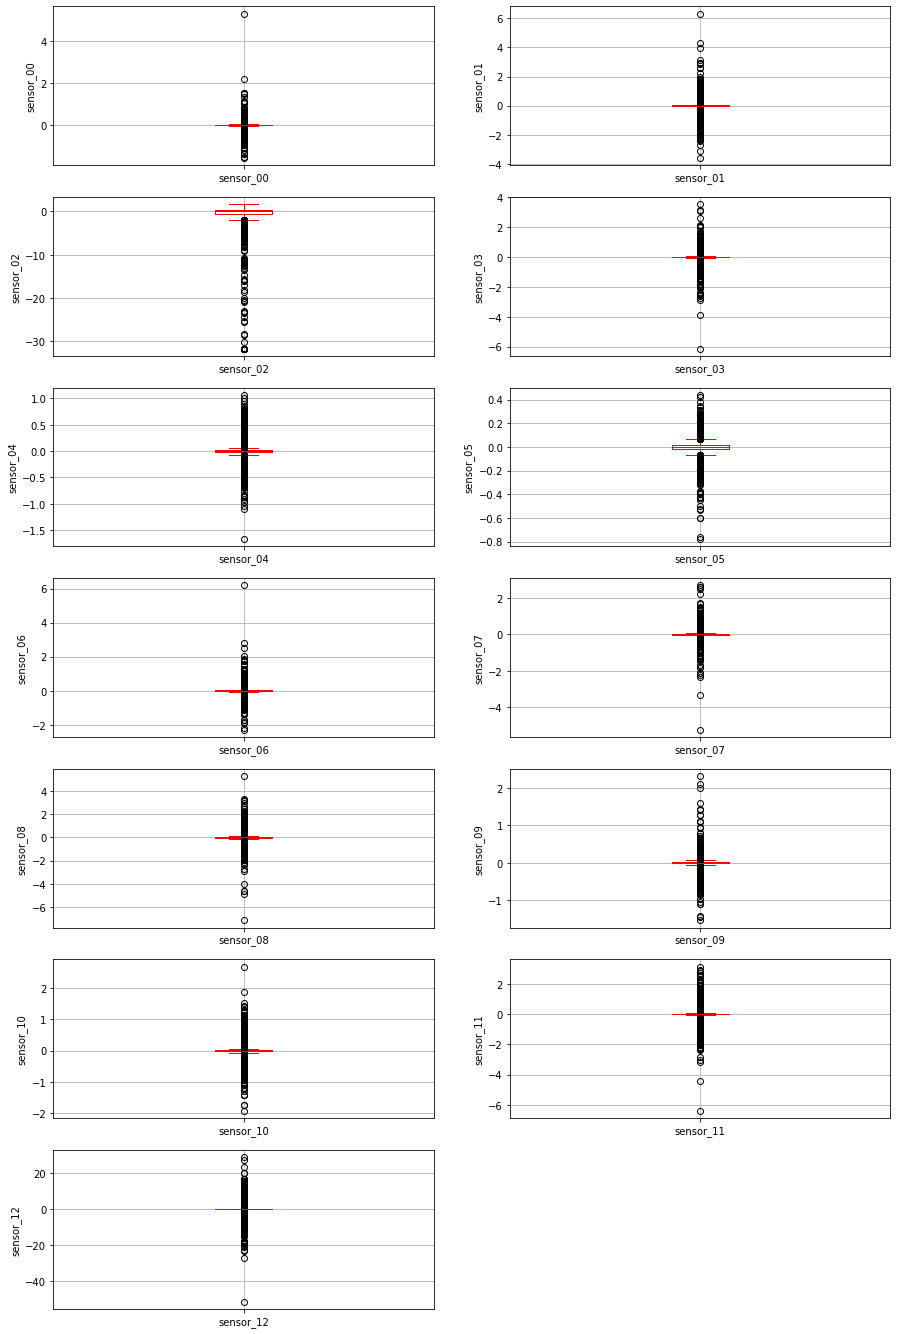 4
2
0
sensor_00
sensor_00
6
4
2
0
−2
−4
sensor_01
sensor_01
0
−10
−20
−30
sensor_02
sensor_02
4
2
0
−2
−4
−6
sensor_03
sensor_03
1.0
0.5
0.0
−0.5
−1.0
−1.5
sensor_04
sensor_04
0.4
0.2
0.0
−0.2
−0.4
−0.6
−0.8
sensor_05
sensor_05
6
4
2
0
−2
sensor_06
sensor_06
2
0
−2
−4
sensor_07
sensor_07
4
2
0
−2
−4
−6
sensor_08
sensor_08
2
1
0
−1
sensor_09
sensor_09
2
1
0
−1
−2
sensor_10
sensor_10
2
0
−2
−4
−6
sensor_11
sensor_11
20
0
−20
−40
sensor_12
sensor_12